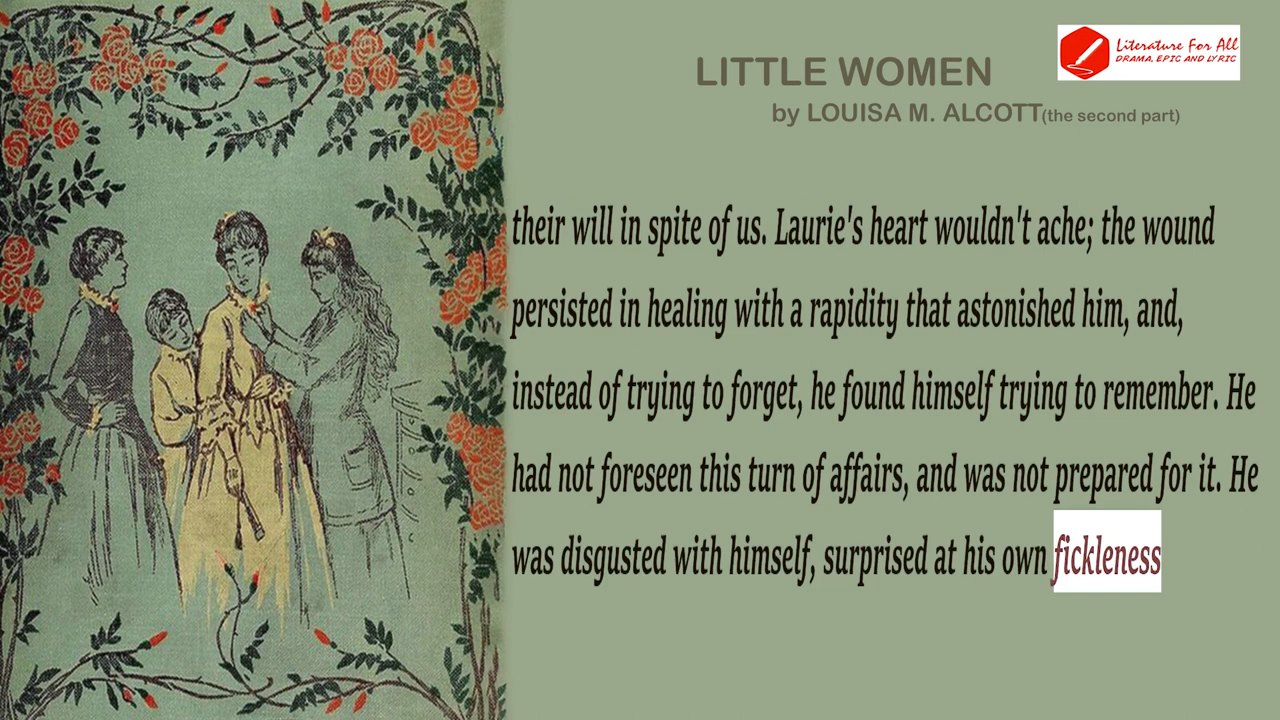 Literature For All
DRAMA, EPIC AND LYRIC
LITTLE WOMEN
by LOUISA M. ALCOTT(the second part)
their will in spite of us. Laurie's heart wouldn't ache; the wound
persisted in healing with a rapidity that astonished him, and,
instead of trying to forget, he found himself trying to remember. He
had not foreseen this turn of affairs, and was not prepared for it. He
was disgusted with himself, surprised at his own fickleness